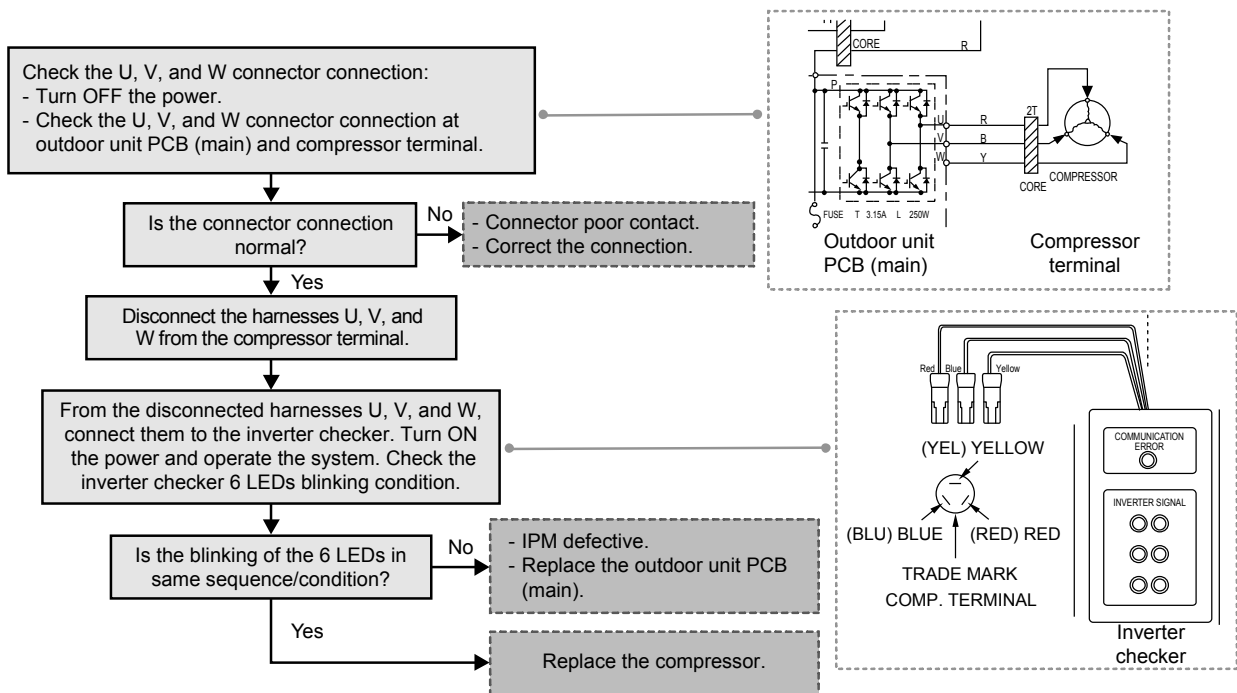 Check the U, V, and W connector connection:
- Turn OFF the power.
- Check the U, V, and W connector connection at
outdoor unit PCB (main) and compressor terminal.
Is the connector connection
normal?
No
- Connector poor contact.
- Correct the connection.
Yes
Disconnect the harnesses U, V, and
W from the compressor terminal.
From the disconnected harnesses U, V, and W,
connect them to the inverter checker. Turn ON
the power and operate the system. Check the
inverter checker 6 LEDs blinking condition.
Is the blinking of the 6 LEDs in
same sequence/condition?
No
- IPM defective.
- Replace the outdoor unit PCB
(main).
Yes
Replace the compressor.
CORE
R
P
U
R
2T
V
B
W
Y
CORE
COMPRESSOR
FUSE T 3.15A L 250W
Outdoor unit
PCB (main)
Compressor
terminal
Red
Blue
Yellow
(YEL) YELLOW
(BLU) BLUE
(RED) RED
TRADE MARK
COMP. TERMINAL
COMMUNICATION
ERROR
INVERTER SIGNAL
Inverter
checker